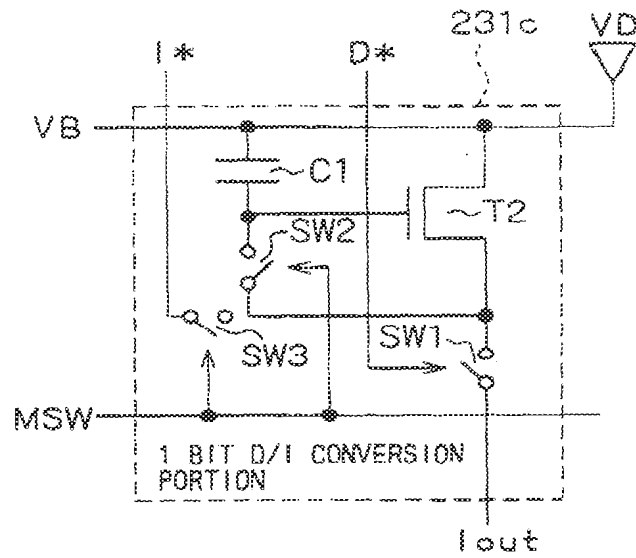 231c
VD
I*
D*
VB
C1
T2
SW2
SW1
SW3
MSW
1 BIT D/I CONVERSION
PORTION
Iout